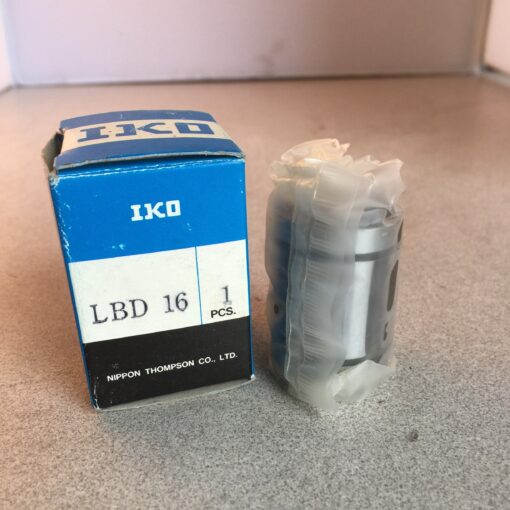 IKO
IKO
LBD 16 1
PCS.
NIPPON THOMPSON CO., LTD.